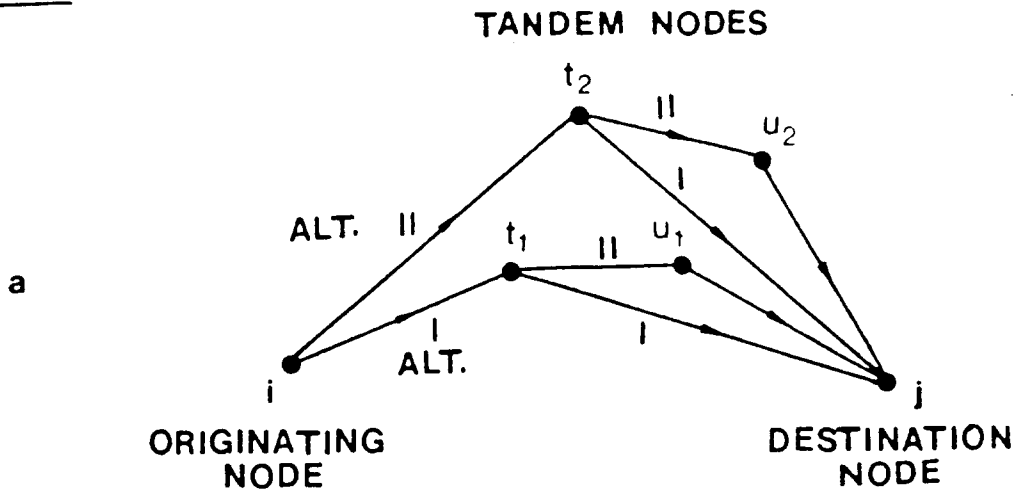 TANDEM NODES
t2
II
u2
I
ALT. II
t1
II
u1
a
I
I
ALT.
i
j
ORIGINATING
NODE
DESTINATION
NODE